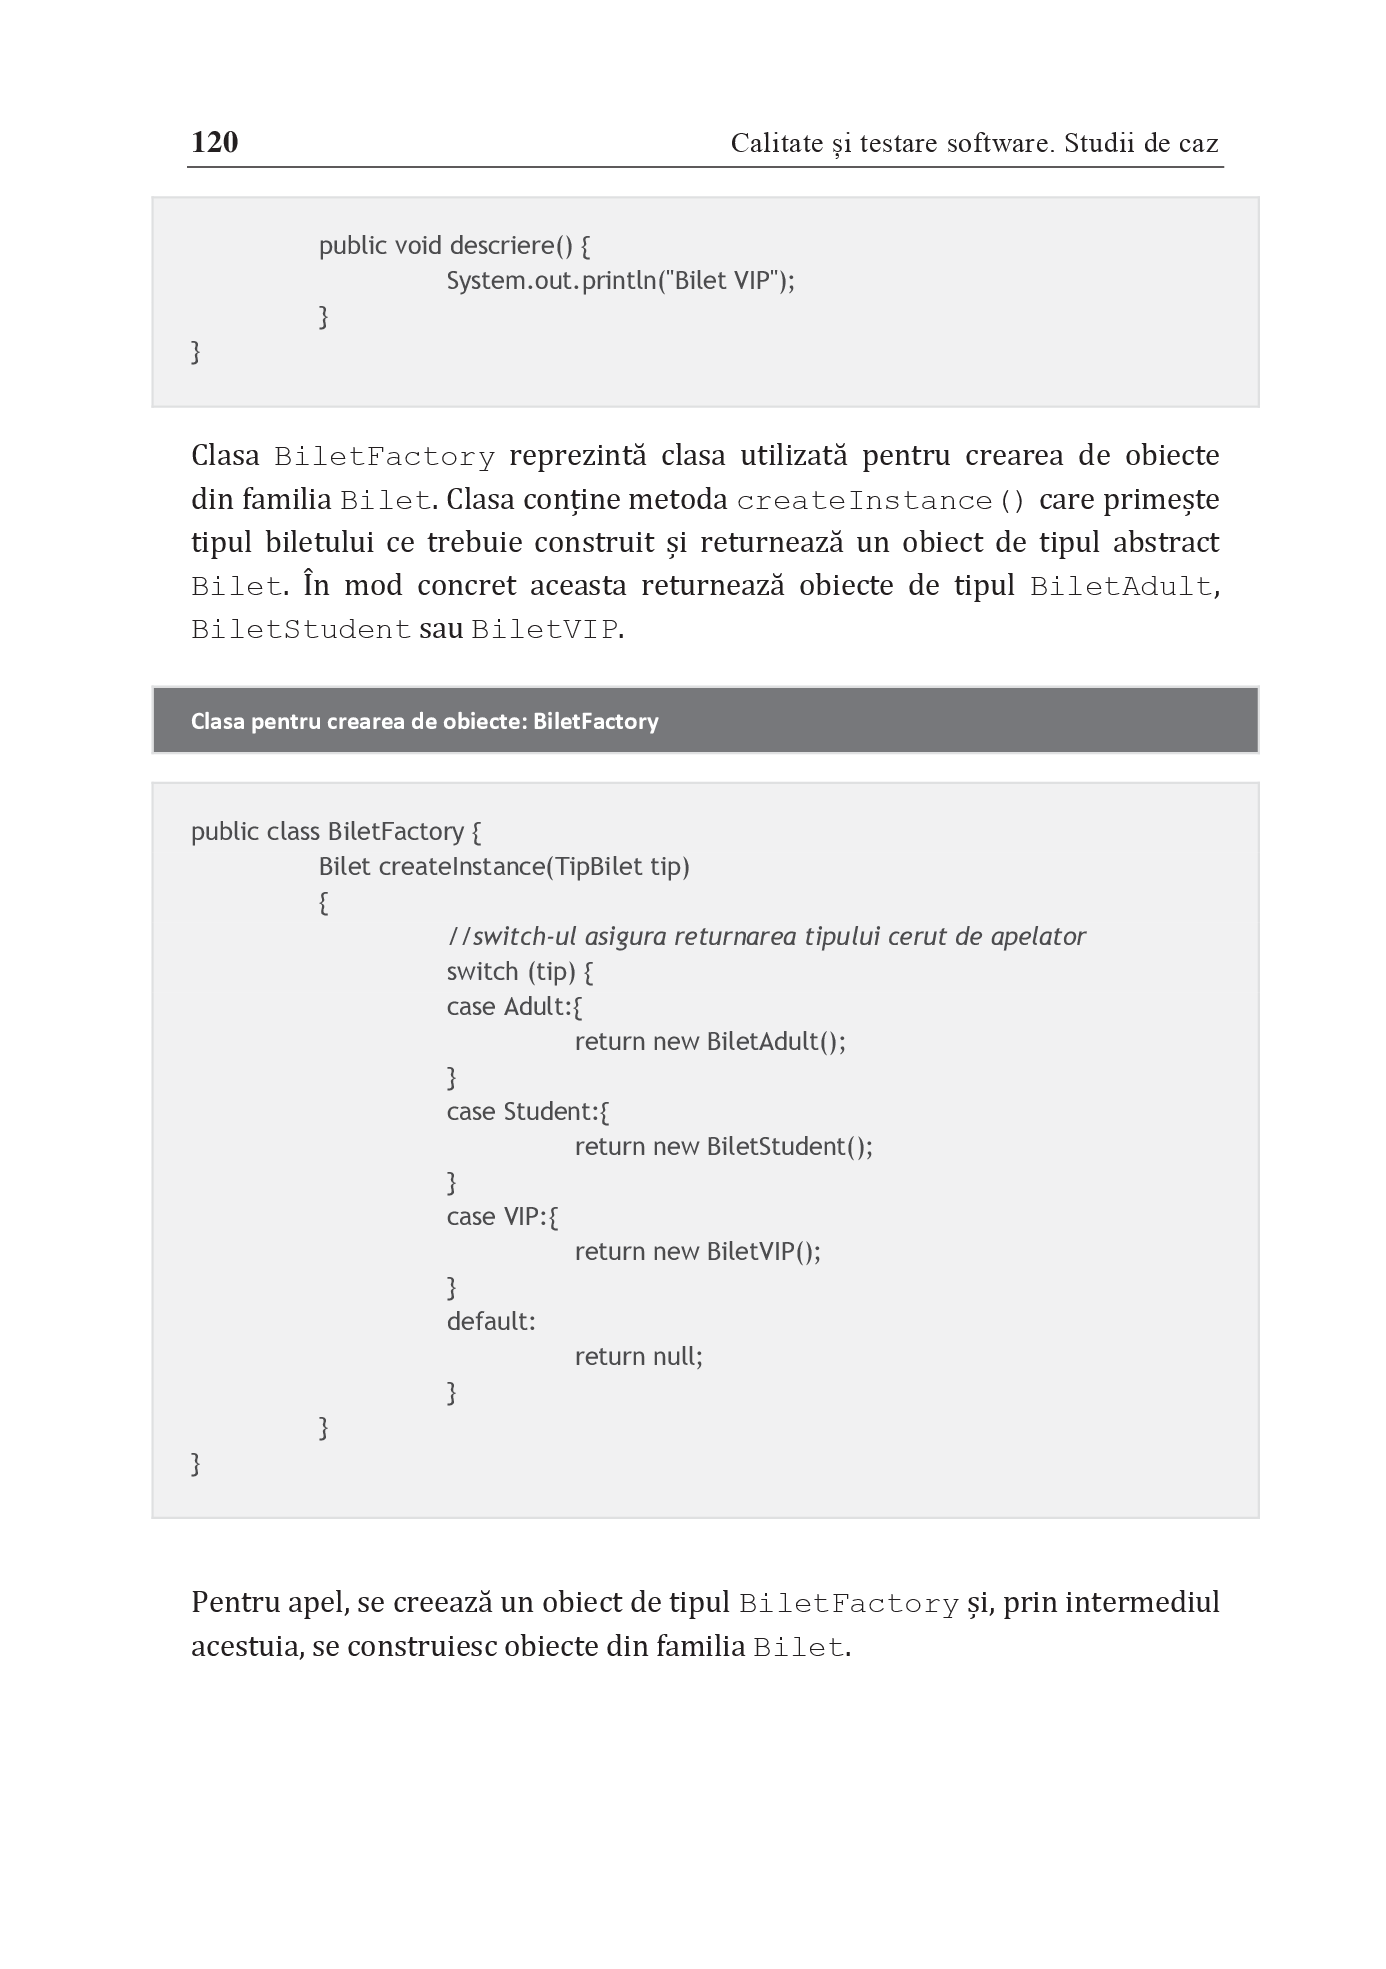 120 Calitate și testare software. Studii de caz
public void descriere() {
System.out.println("Bilet VIP");
}
}
Clasa BiletFactory reprezintă clasa utilizată pentru crearea de obiecte
din familia Bilet. Clasa conține metoda createInstance() care primește
tipul biletului ce trebuie construit și returnează un obiect de tipul abstract
Bilet. În mod concret aceasta returnează obiecte de tipul BiletAdult,
BiletStudent sau BiletVIP.
Clasa pentru crearea de obiecte: BiletFactory
public class BiletFactory {
Bilet createInstance(TipBilet tip)
{
//switch-ul asigura returnarea tipului cerut de apelator
switch (tip) {
case Adult:{
return new BiletAdult();
}
case Student:{
return new BiletStudent();
}
case VIP:{
return new BiletVIP();
}
default:
return null;
}
}
}
Pentru apel, se creează un obiect de tipul BiletFactory și, prin intermediul
acestuia, se construiesc obiecte din familia Bilet.